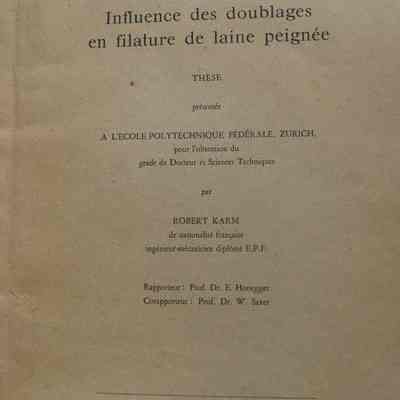 Influence des doublages
en filature de laine peignée
THESE
présentée
A L'ECOLE POLYTECHNIQUE FÉDÉRALE, ZURICH,
pour l'obtention du
grade de Docteur ès Sciences Techniques
par
ROBERT KARM
de nationalité française
ingénieur-mécanicien diplômé E.P.F.
Rapporteur: Prof. Dr. E. Honegger
Corapporteur: Prof. Dr. W. Saxer